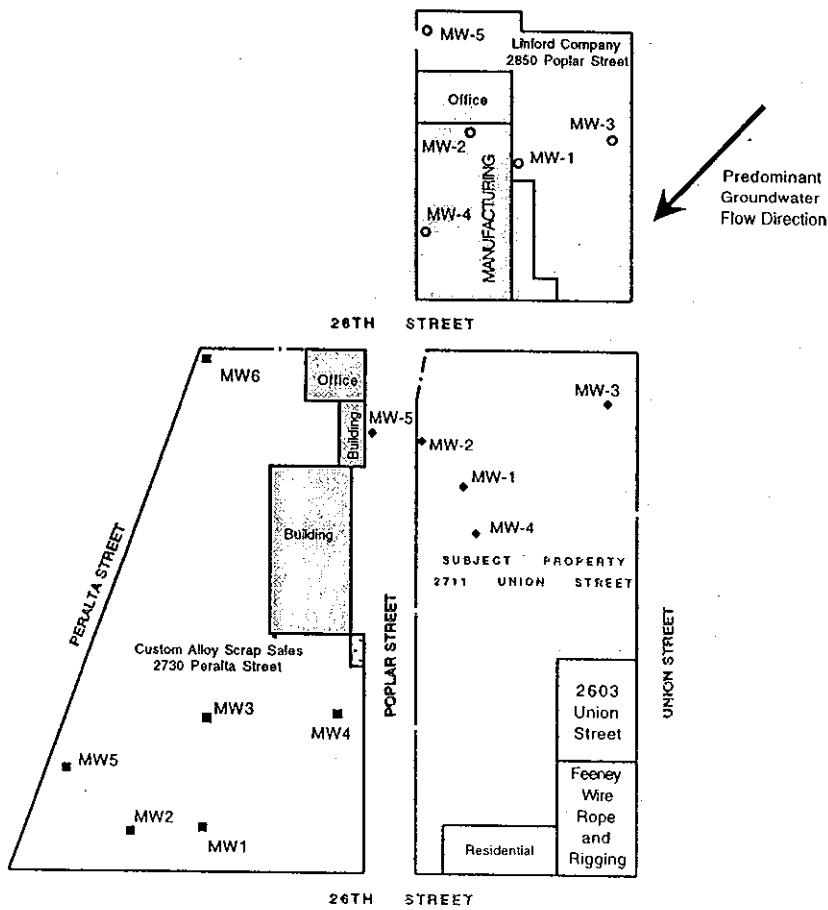 MW-5
Linford Company
2850 Poplar Street
Office
MW-3
MW-2
MW-1
Predominant
Groundwater
Flow Direction
MANUFACTURING
MW-4
26TH STREET
MW6
Office
MW-3
MW-5
Building
MW-2
MW-1
Building
MW-4
SUBJECT PROPERTY
2711 UNION STREET
PERALTA STREET
Custom Alloy Scrap Sales
2730 Peralta Street
POPLAR STREET
UNION STREET
2603
Union
Street
MW3
MW4
MW5
Feeney
Wire
Rope
and
Rigging
MW2
MW1
Residential
26TH STREET